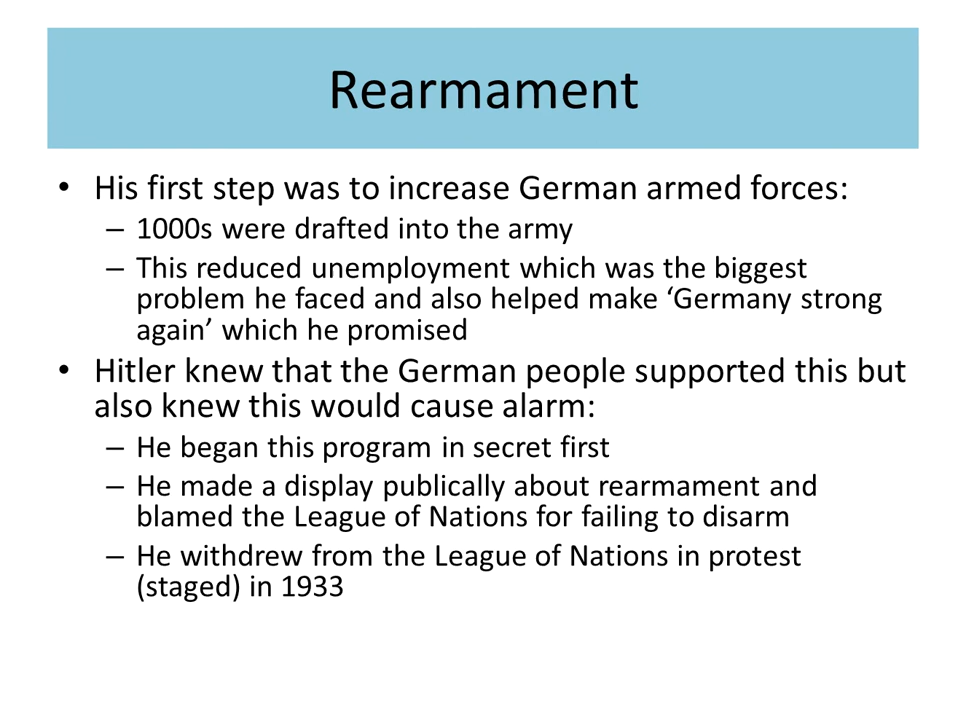 Rearmament
• His first step was to increase German armed forces:
– 1000s were drafted into the army
– This reduced unemployment which was the biggest
problem he faced and also helped make ‘Germany strong
again’ which he promised
• Hitler knew that the German people supported this but
also knew this would cause alarm:
– He began this program in secret first
– He made a display publically about rearmament and
blamed the League of Nations for failing to disarm
– He withdrew from the League of Nations in protest
(staged) in 1933